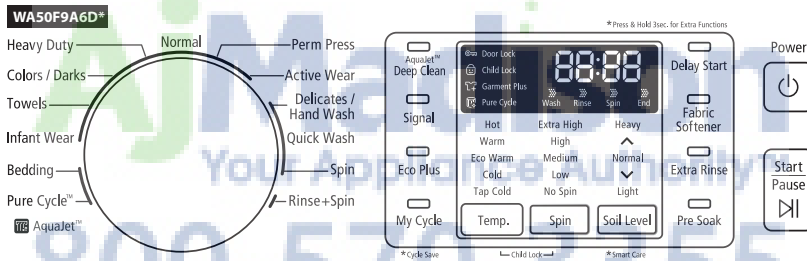 WA50F9A6D*
Heavy Duty
Normal
Perm Press
Colors / Darks
Active Wear
Towels
Delicates /
Hand Wash
Infant Wear
Quick Wash
Bedding
Spin
Pure Cycle™
Rinse+Spin
AquaJet™
*Press & Hold 3sec. for Extra Functions
AquaJet™
Deep Clean
Signal
Eco Plus
My Cycle
*Cycle Save
Door Lock
Child Lock
Garment Plus
Pure Cycle
88:88
Wash Rinse Spin End
Hot Extra High Heavy
Warm High
Eco Warm Medium Normal
Cold Low
Tap Cold No Spin Light
Temp. Spin Soil Level
Child Lock
*Smart Care
Delay Start
Fabric
Softener
Extra Rinse
Pre Soak
Power
Start
Pause
AjMadison
Your Appliance Authority™